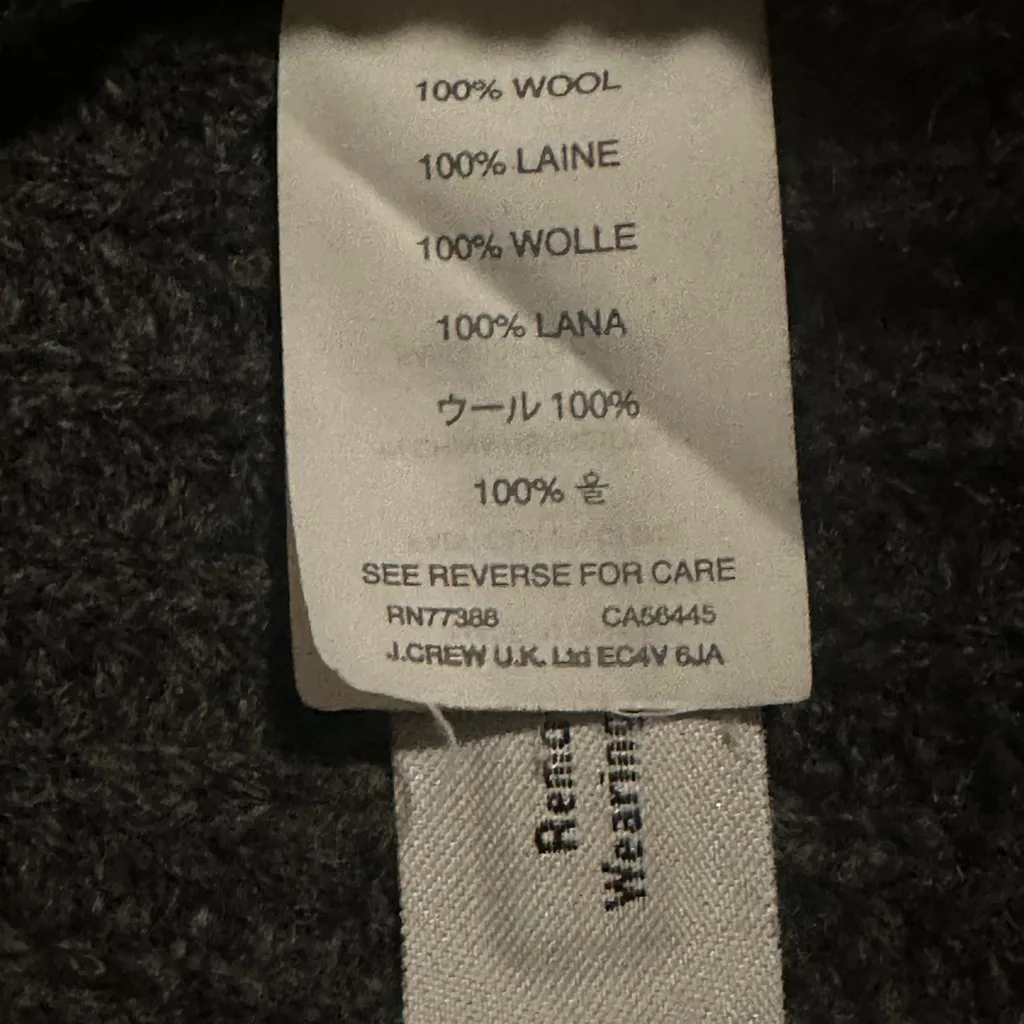 100% WOOL
100% LAINE
100% WOLLE
100% LANA
ウール 100%
100% 울
SEE REVERSE FOR CARE
RN77388 CA56445
J.CREW U.K. Ltd EC4V 6JA
Wearing